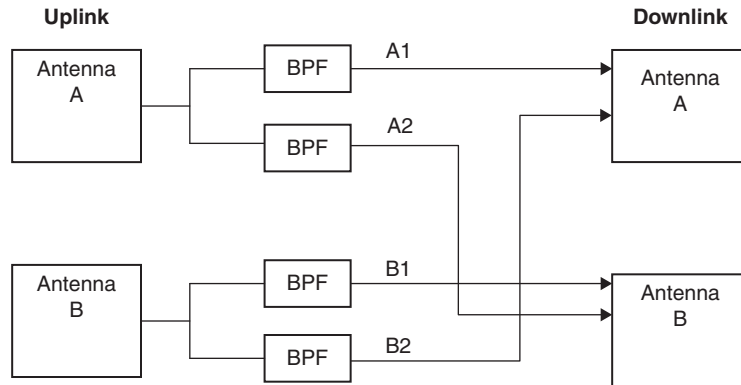 Uplink
Downlink
Antenna
A
BPF
A1
Antenna
A
BPF
A2
Antenna
B
BPF
B1
Antenna
B
BPF
B2